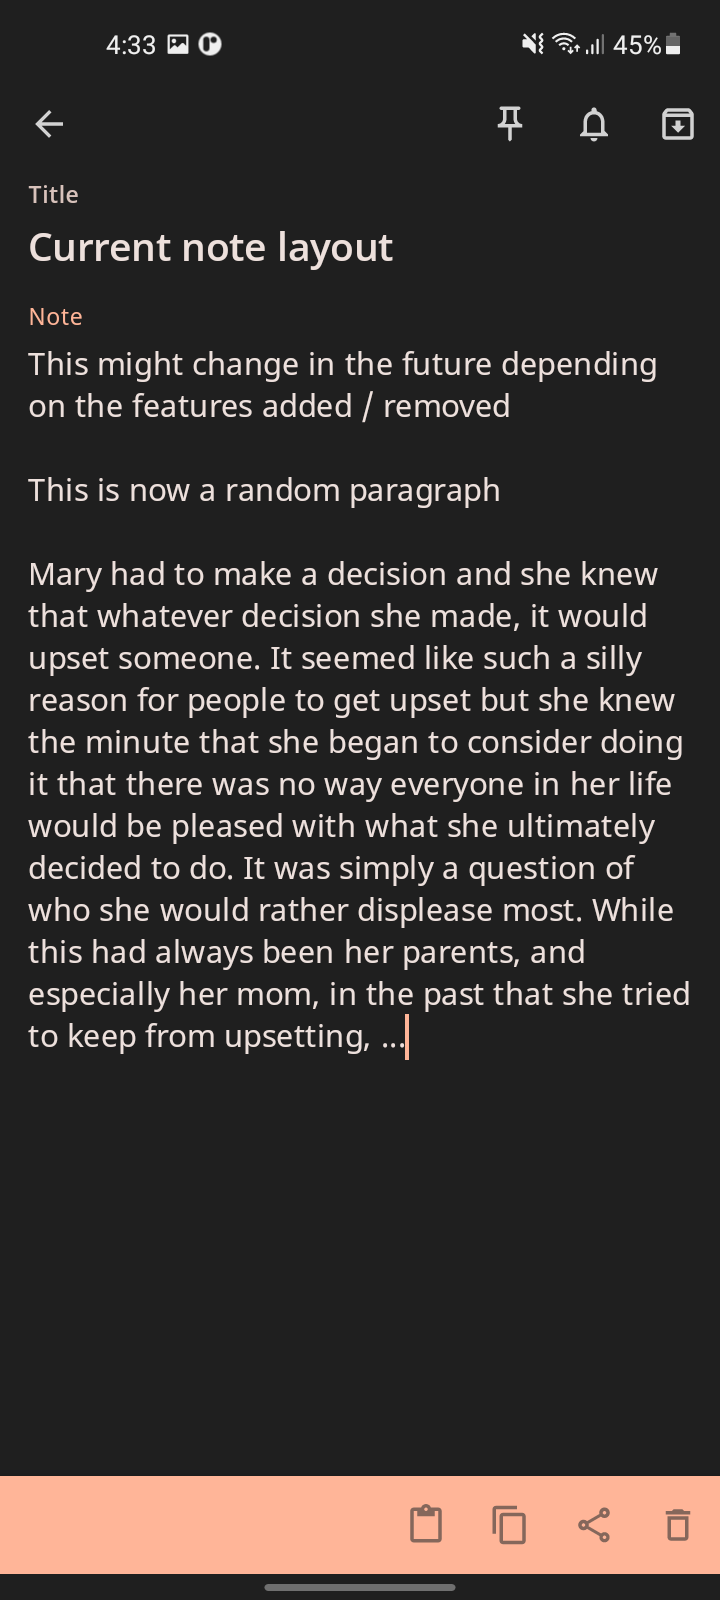 4:33 45%
Title
Current note layout
Note
This might change in the future depending
on the features added / removed
This is now a random paragraph
Mary had to make a decision and she knew
that whatever decision she made, it would
upset someone. It seemed like such a silly
reason for people to get upset but she knew
the minute that she began to consider doing
it that there was no way everyone in her life
would be pleased with what she ultimately
decided to do. It was simply a question of
who she would rather displease most. While
this had always been her parents, and
especially her mom, in the past that she tried
to keep from upsetting, ...